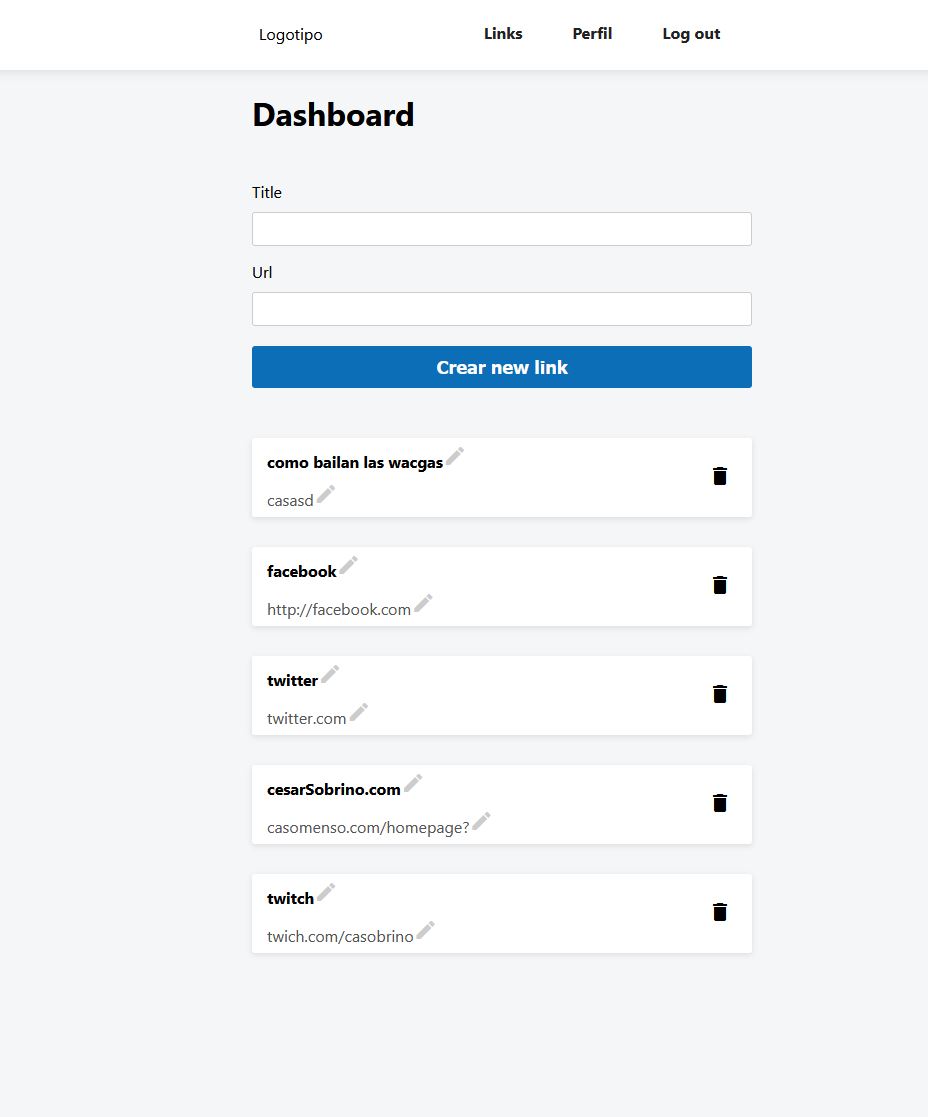 Logotipo Links Perfil Log out
Dashboard
Title
Url
Crear new link
como bailan las wacgas
casasd
facebook
http://facebook.com
twitter
twitter.com
cesarSobrino.com
casomenso.com/homepage?
twitch
twich.com/casobrino